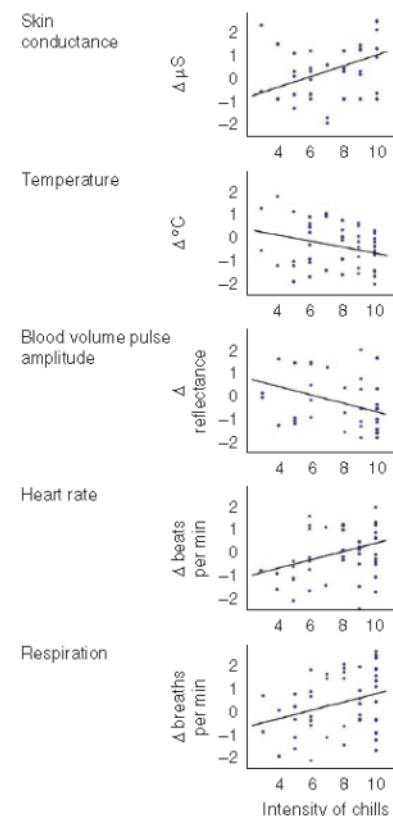 Skin
conductance
Δ µS
2
1
0
−1
−2
4 6 8 10
Temperature
Δ °C
2
1
0
−1
−2
4 6 8 10
Blood volume pulse
amplitude
Δ
reflectance
2
1
0
−1
−2
4 6 8 10
Heart rate
Δ beats
per min
2
1
0
−1
−2
4 6 8 10
Respiration
Δ breaths
per min
2
1
0
−1
−2
4 6 8 10
Intensity of chills